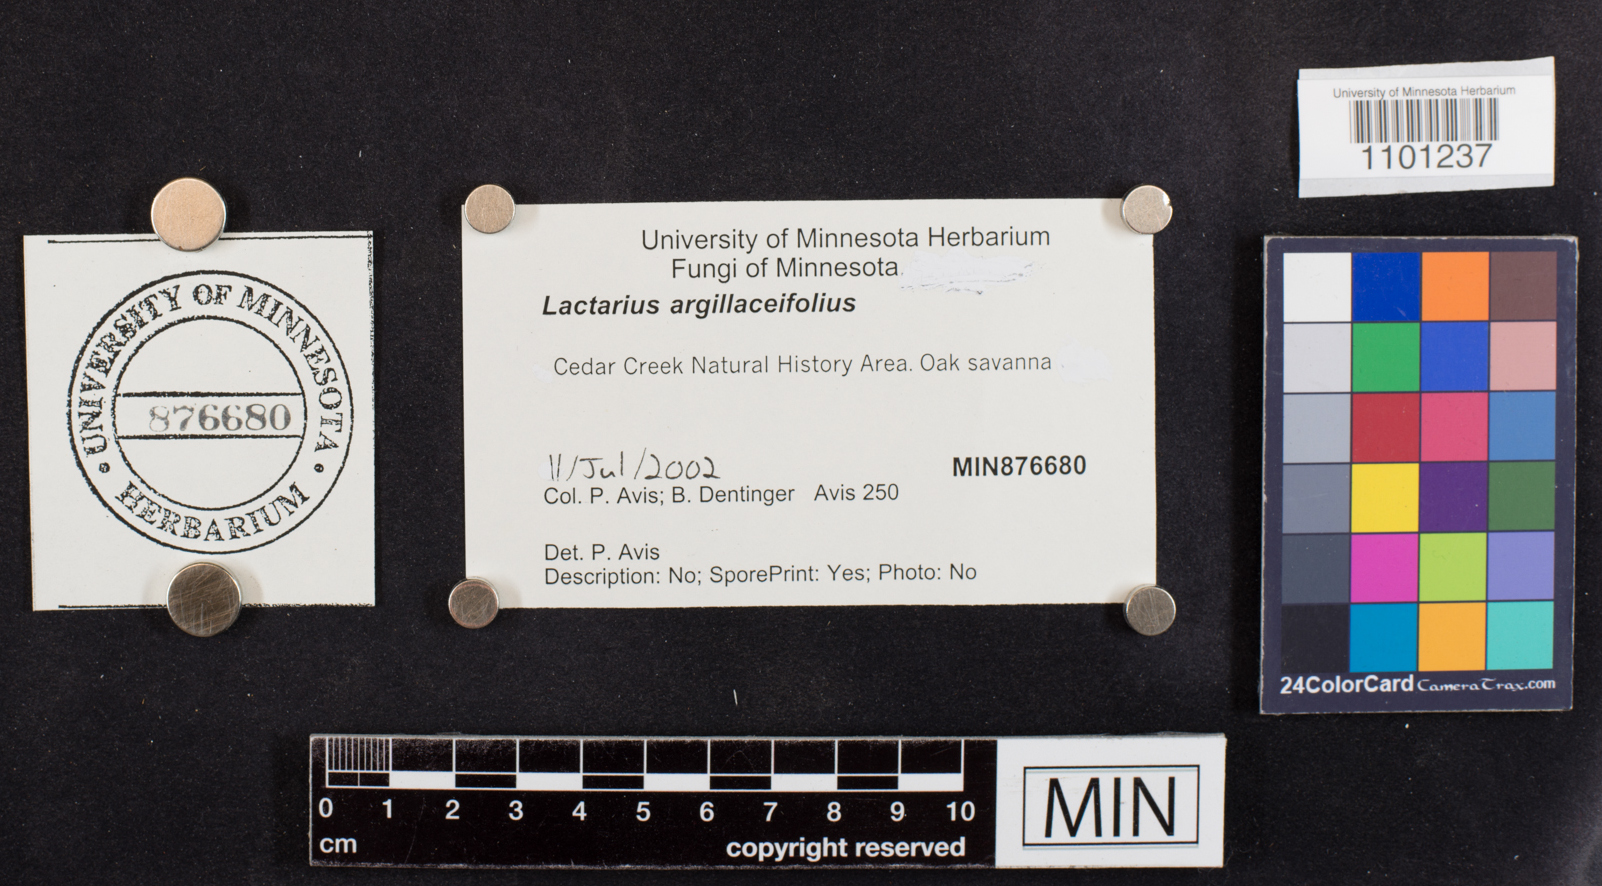 University of Minnesota Herbarium
1101237
UNIVERSITY OF MINNESOTA
876680
HERBARIUM
University of Minnesota Herbarium
Fungi of Minnesota
Lactarius argillaceifolius
Cedar Creek Natural History Area. Oak savanna
11/Jul/2002
MIN876680
Col. P. Avis; B. Dentinger Avis 250
Det. P. Avis
Description: No; SporePrint: Yes; Photo: No
24ColorCard CameraTrax.com
0 1 2 3 4 5 6 7 8 9 10
cm
copyright reserved
MIN